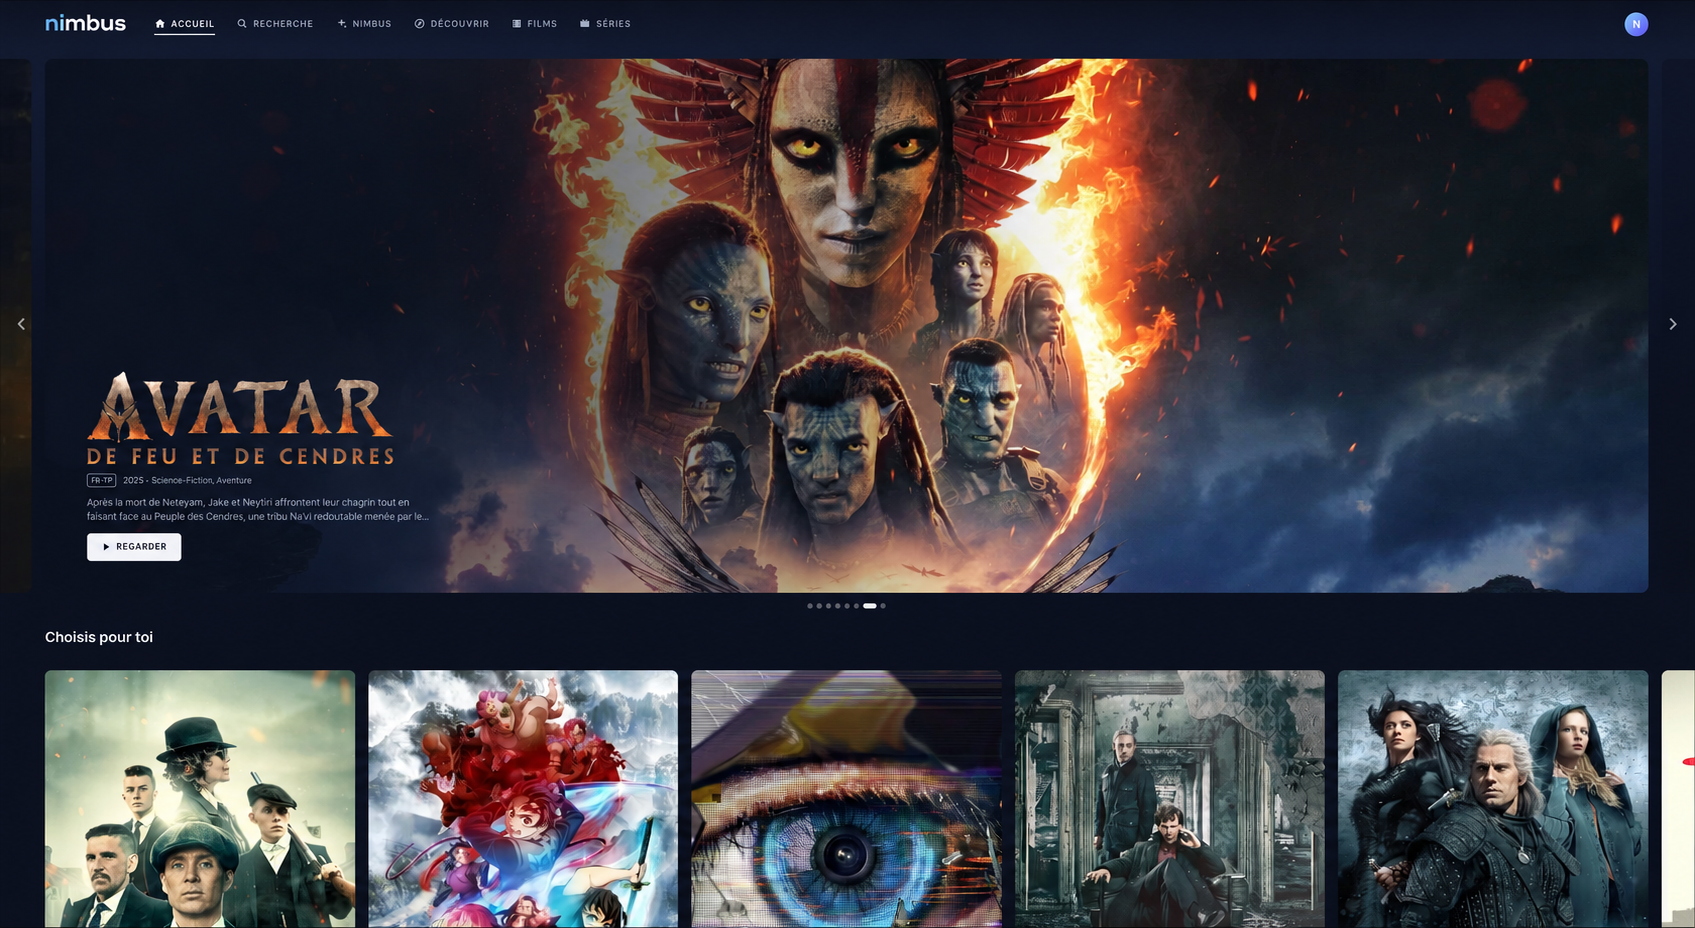 nimbus
ACCUEIL
RECHERCHE
NIMBUS
DÉCOUVRIR
FILMS
SÉRIES
N
AVATAR
DE FEU ET DE CENDRES
FR-TP 2025 - Science-Fiction, Aventure
Après la mort de Neteyam, Jake et Neytiri affrontent leur chagrin tout en
faisant face au Peuple des Cendres, une tribu Na'vi redoutable menée par le...
REGARDER
Choisis pour toi